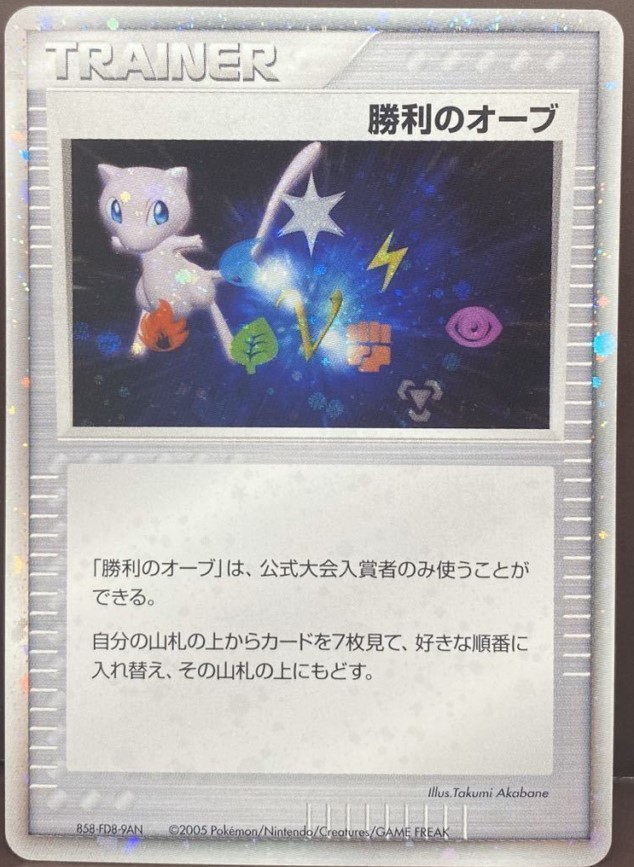 TRAINER
勝利のオーブ
「勝利のオーブ」は、公式大会入賞者のみ使うことが
できる。
自分の山札の上からカードを7枚見て、好きな順番に
入れ替え、その山札の上にもどす。
Illus.Takumi Akabane
858-FD8-9AN ©2005 Pokémon/Nintendo/Creatures/GAME FREAK